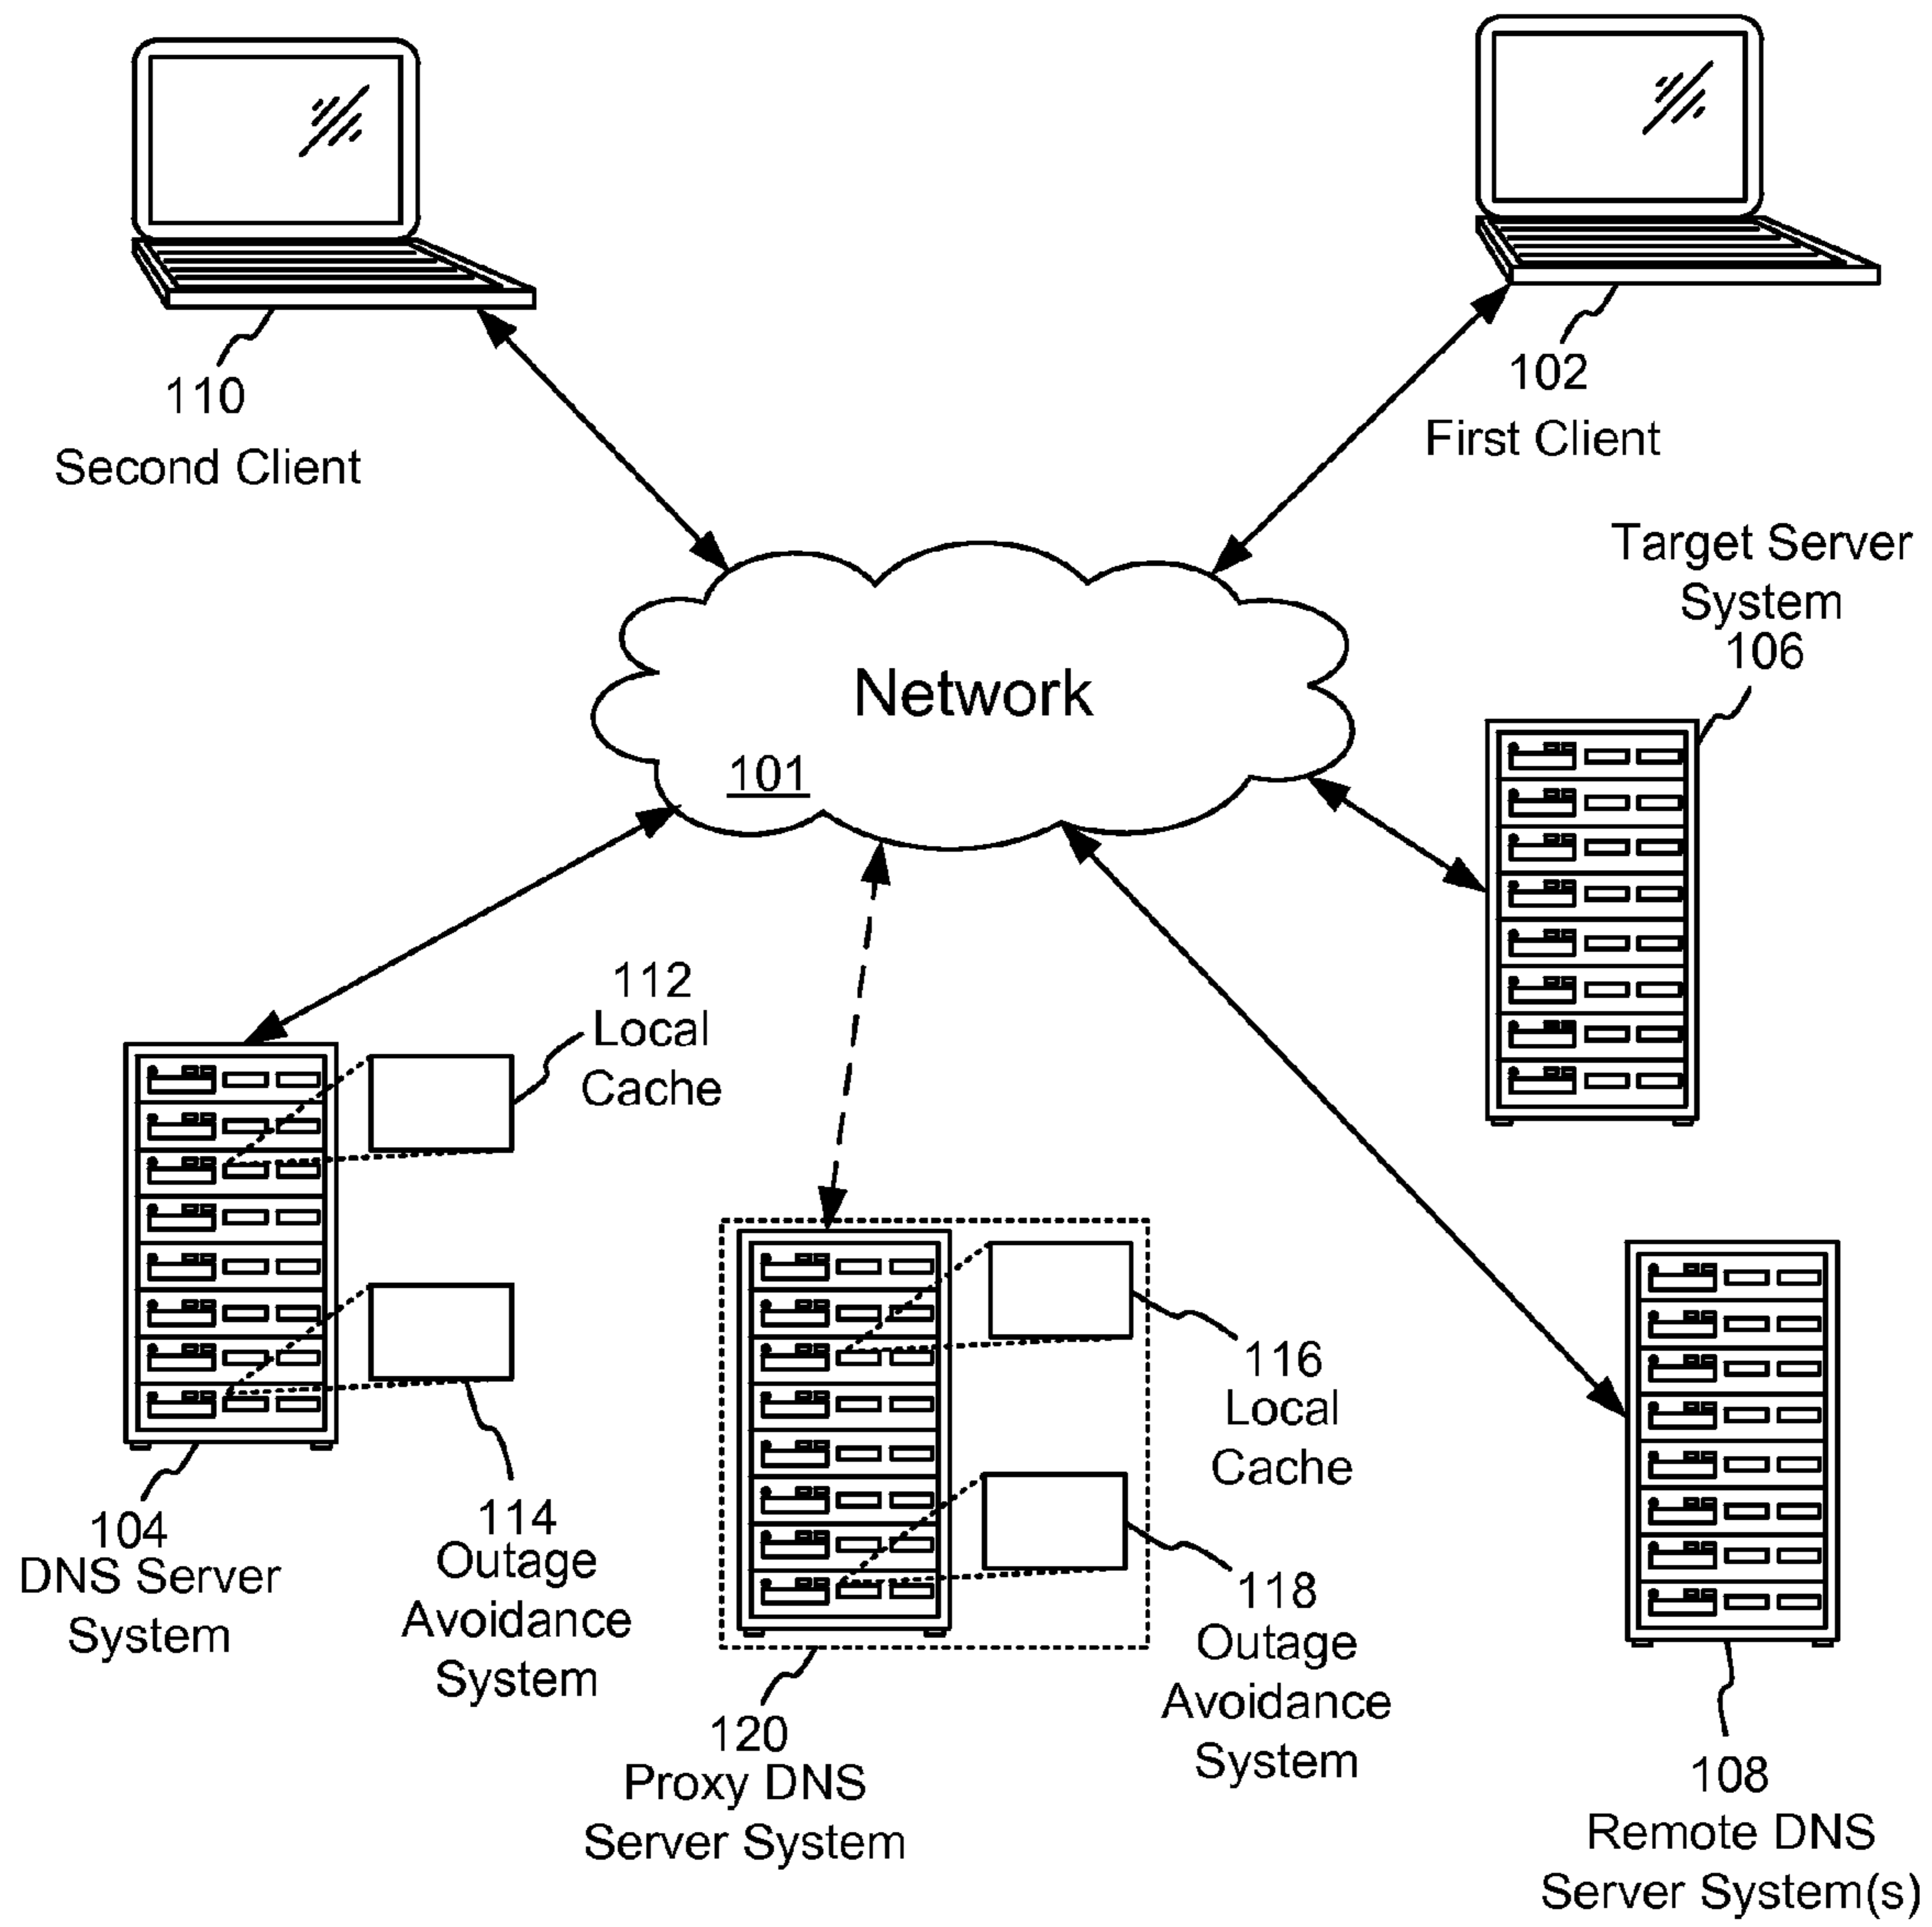 110
Second Client
102
First Client
Target Server
System
106
Network
101
112
Local
Cache
104
DNS Server
System
114
Outage
Avoidance
System
116
Local
Cache
118
Outage
Avoidance
System
120
Proxy DNS
Server System
108
Remote DNS
Server System(s)